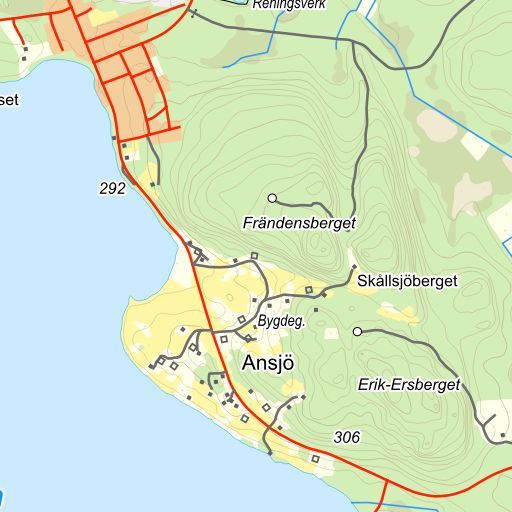 Reningsverk
set
292
Frändensberget
Skållsjöberget
Bygdeg.
Ansjö
Erik-Ersberget
306